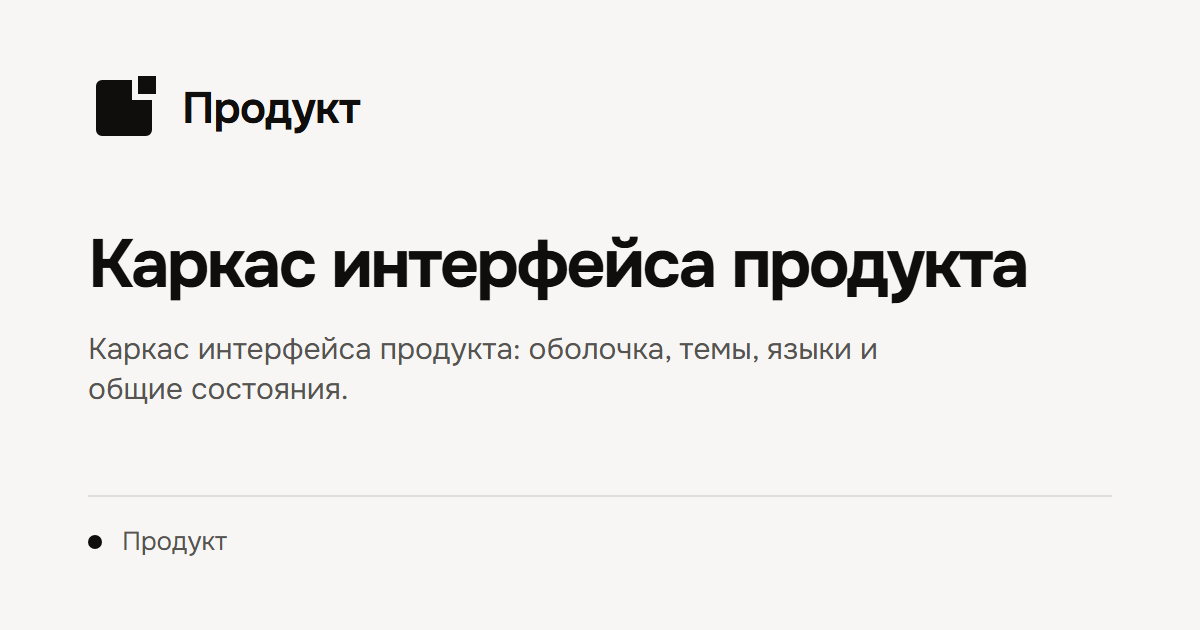 Продукт
Каркас интерфейса продукта
Каркас интерфейса продукта: оболочка, темы, языки и
общие состояния.
Продукт